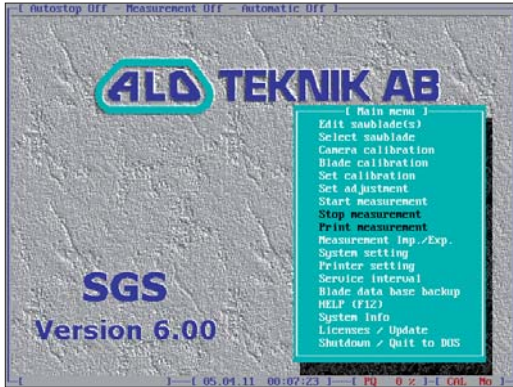 [ Autostop Off - Measurement Off - Automatic Off ]
ALO TEKNIK AB
[ Main menu ]
Edit sawblade(s)
Select sawblade
Camera calibration
Blade calibration
Set calibration
Set adjustment
Start measurement
Stop measurement
Print measurement
Measurement Imp./Exp.
System setting
Printer setting
Service interval
Blade data base backup
HELP (F12)
System Info
Licenses / Update
Shutdown / Quit to DOS
SGS
Version 6.00
[ ]—[ 05.04.11 00:07:23 ]—[ PQ 0 % ]-[ CAL No ]